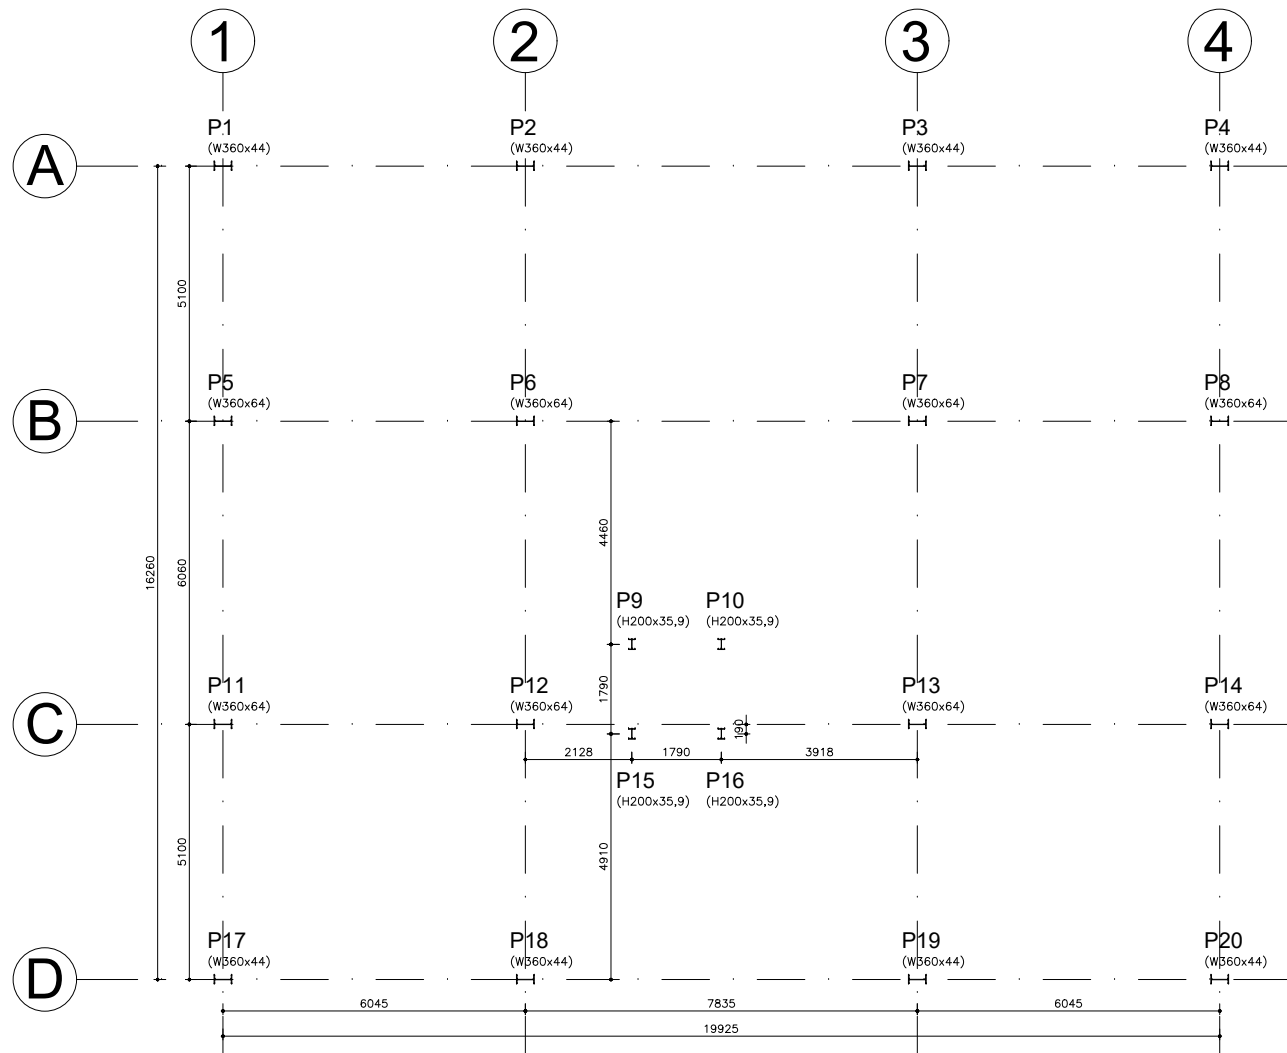 1 2 3 4
P1 P2 P3 P4
(W360x44) (W360x44) (W360x44) (W360x44)
A
5100
P5 P6 P7 P8
(W360x64) (W360x64) (W360x64) (W360x64)
B
4460
16260 6060
P9 P10
(H200x35,9) (H200x35,9)
1790
P11 P12 P13 P14
(W360x64) (W360x64) (W360x64) (W360x64)
C
190
2128 1790 3918
P15 P16
(H200x35,9) (H200x35,9)
5100 4910
P17 P18 P19 P20
(W360x44) (W360x44) (W360x44) (W360x44)
D
6045 7835 6045
19925